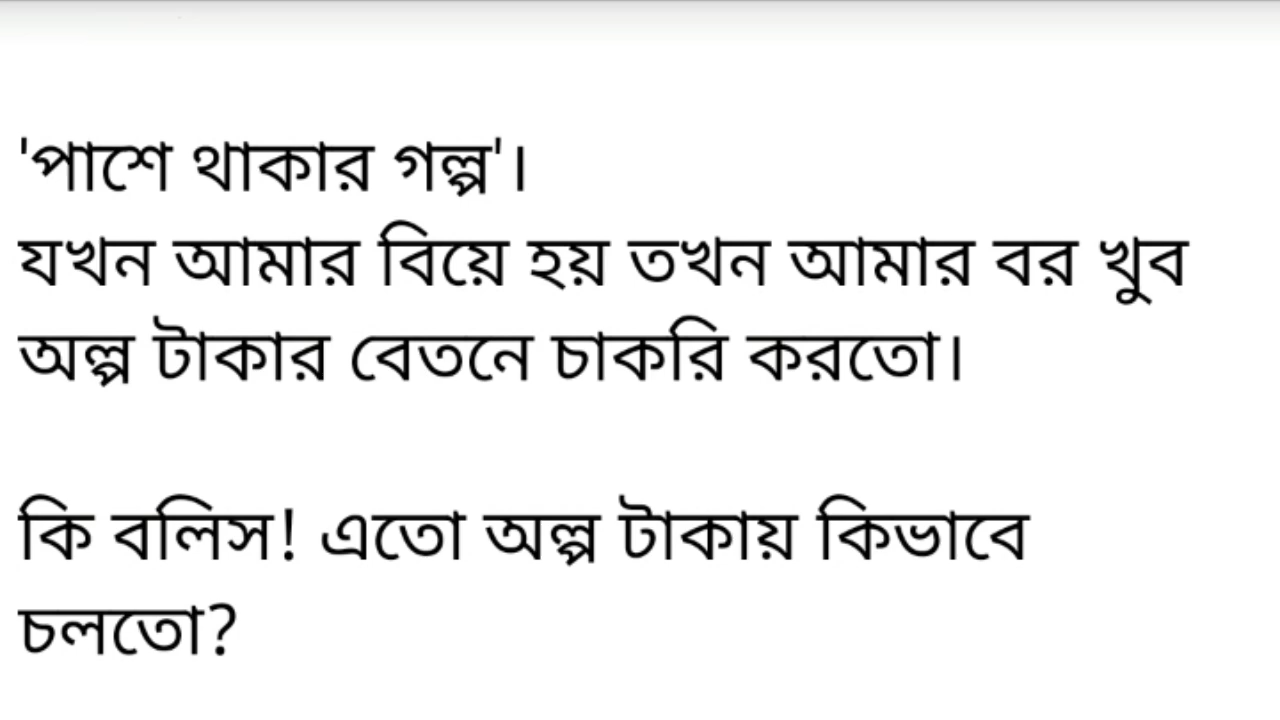 'পাশে থাকার গল্প'।
যখন আমার বিয়ে হয় তখন আমার বর খুব
অল্প টাকার বেতনে চাকরি করতো।
কি বলিস! এতো অল্প টাকায় কিভাবে
চলতো?